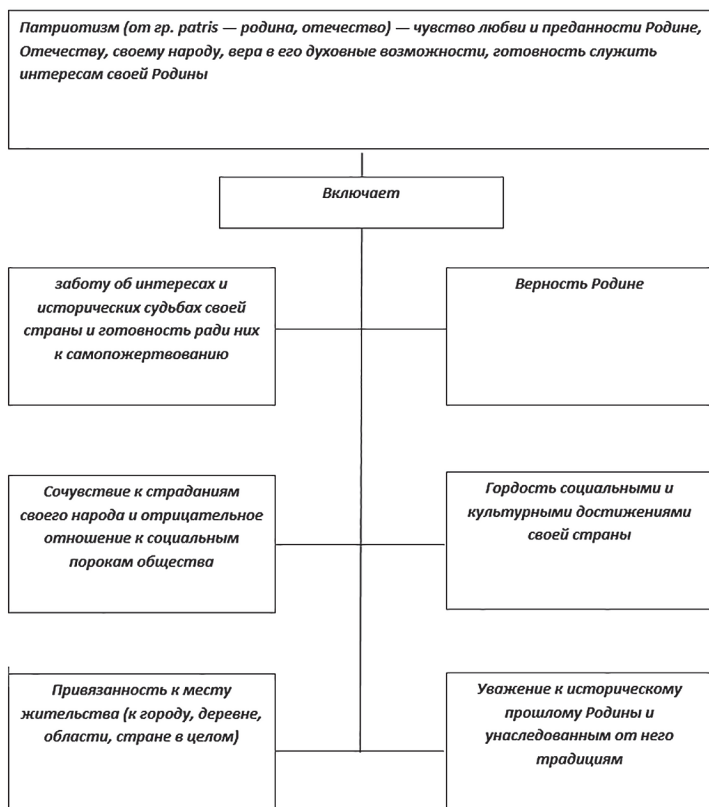 Патриотизм (от гр. patris — родина, отечество) — чувство любви и преданности Родине,
Отечеству, своему народу, вера в его духовные возможности, готовность служить
интересам своей Родины
Включает
заботу об интересах и
исторических судьбах своей
страны и готовность ради них
к самопожертвованию
Верность Родине
Сочувствие к страданиям
своего народа и отрицательное
отношение к социальным
порокам общества
Гордость социальными и
культурными достижениями
своей страны
Привязанность к месту
жительства (к городу, деревне,
области, стране в целом)
Уважение к историческому
прошлому Родины и
унаследованным от него
традициям